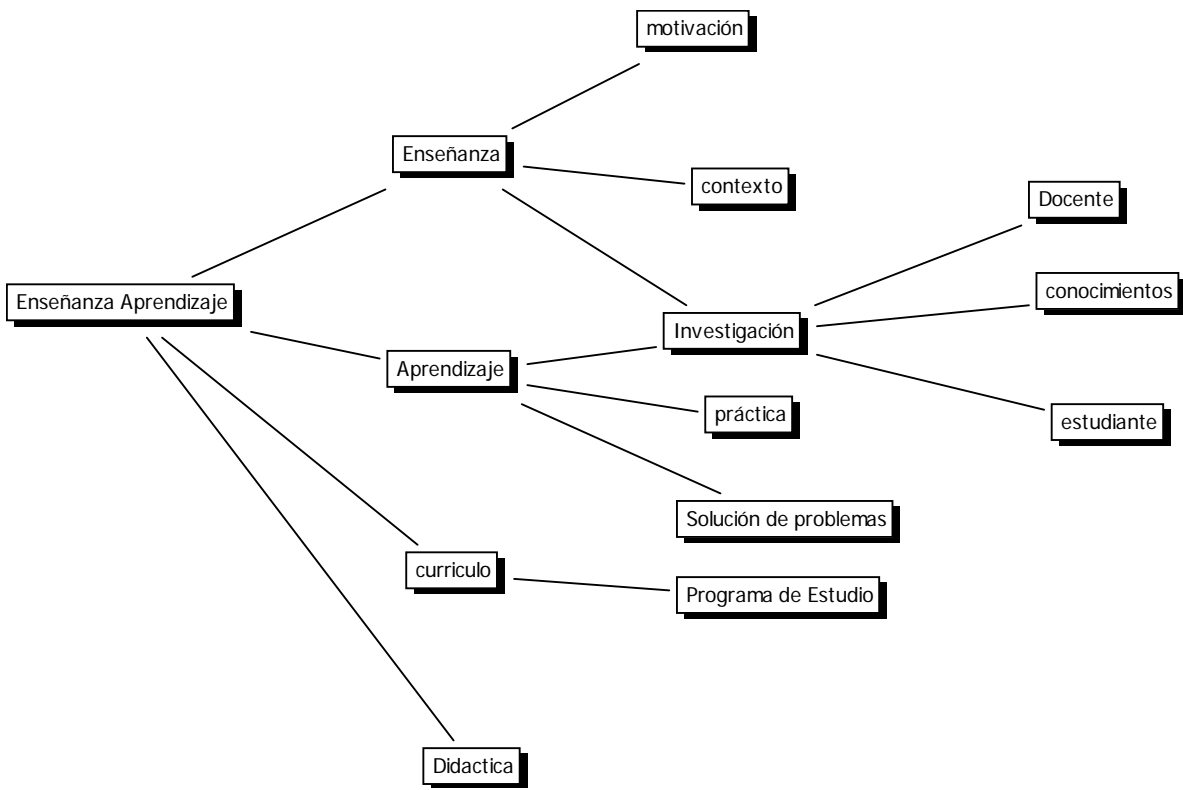 motivación
Enseñanza
contexto
Docente
Enseñanza Aprendizaje
conocimientos
Investigación
Aprendizaje
práctica
estudiante
Solución de problemas
curriculo
Programa de Estudio
Didactica